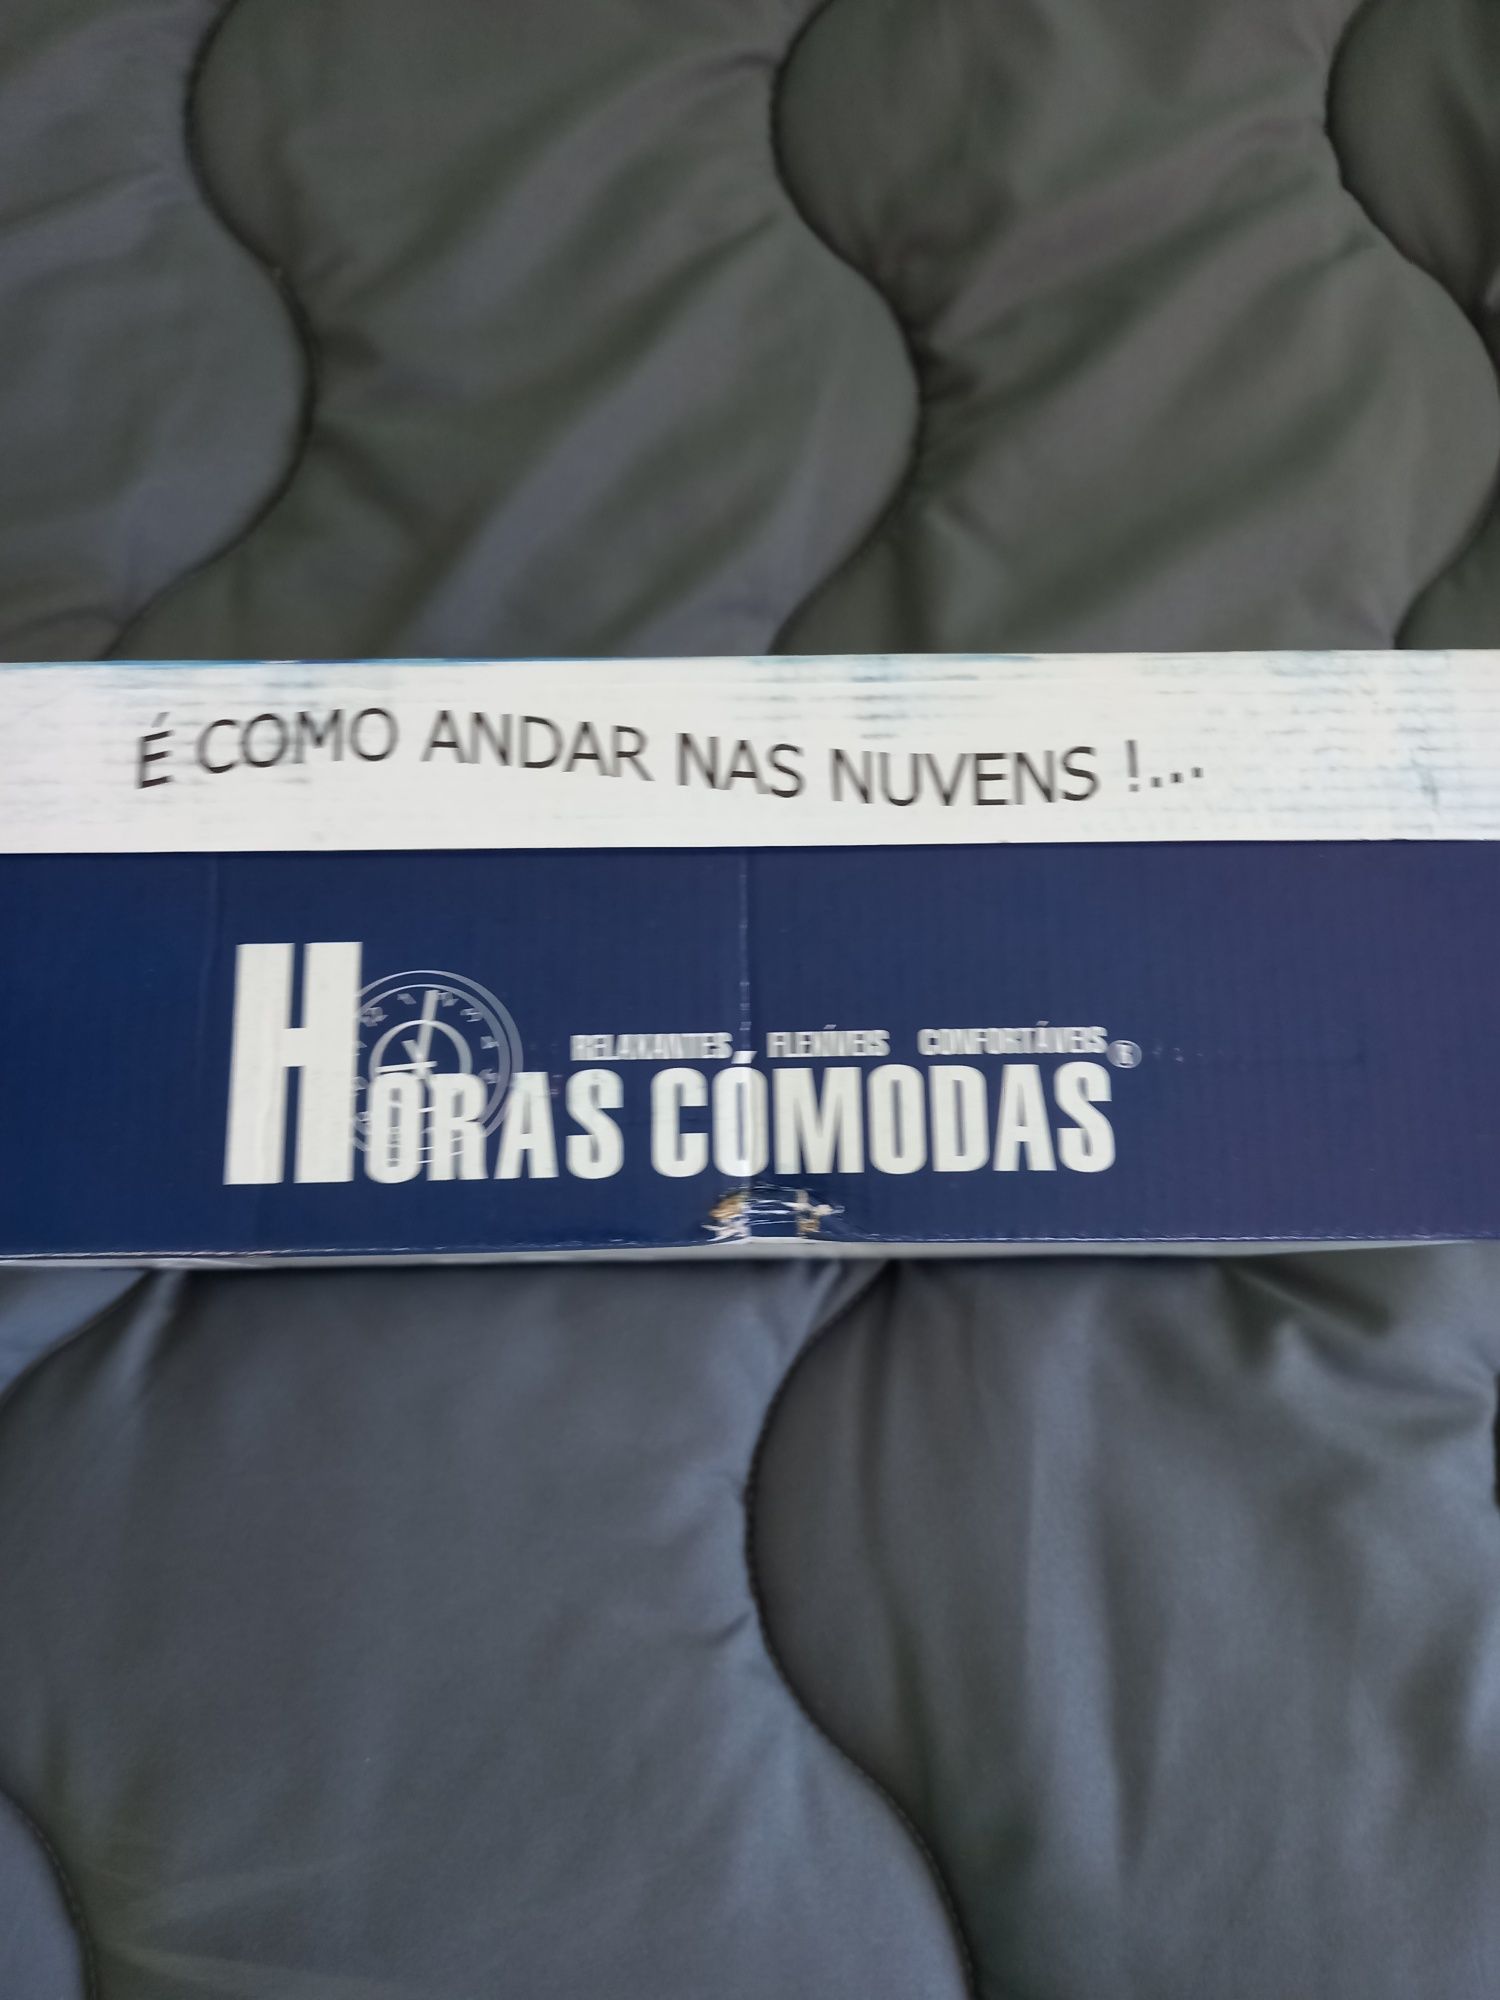 É COMO ANDAR NAS NUVENS !...
RELAXANTES FLEXÍVEIS CONFORTÁVEIS ®
HORAS CÓMODAS